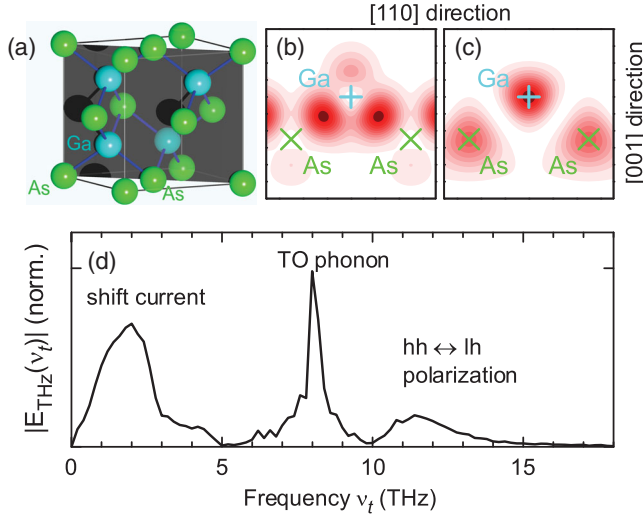 [110] direction
(a)
(b)
(c)
Ga
Ga
Ga
As
As
As
As
As
As
[001] direction
(d)
TO phonon
shift current
hh ↔ lh
polarization
|E_THz(ν_t)| (norm.)
0
5
10
15
Frequency ν_t (THz)